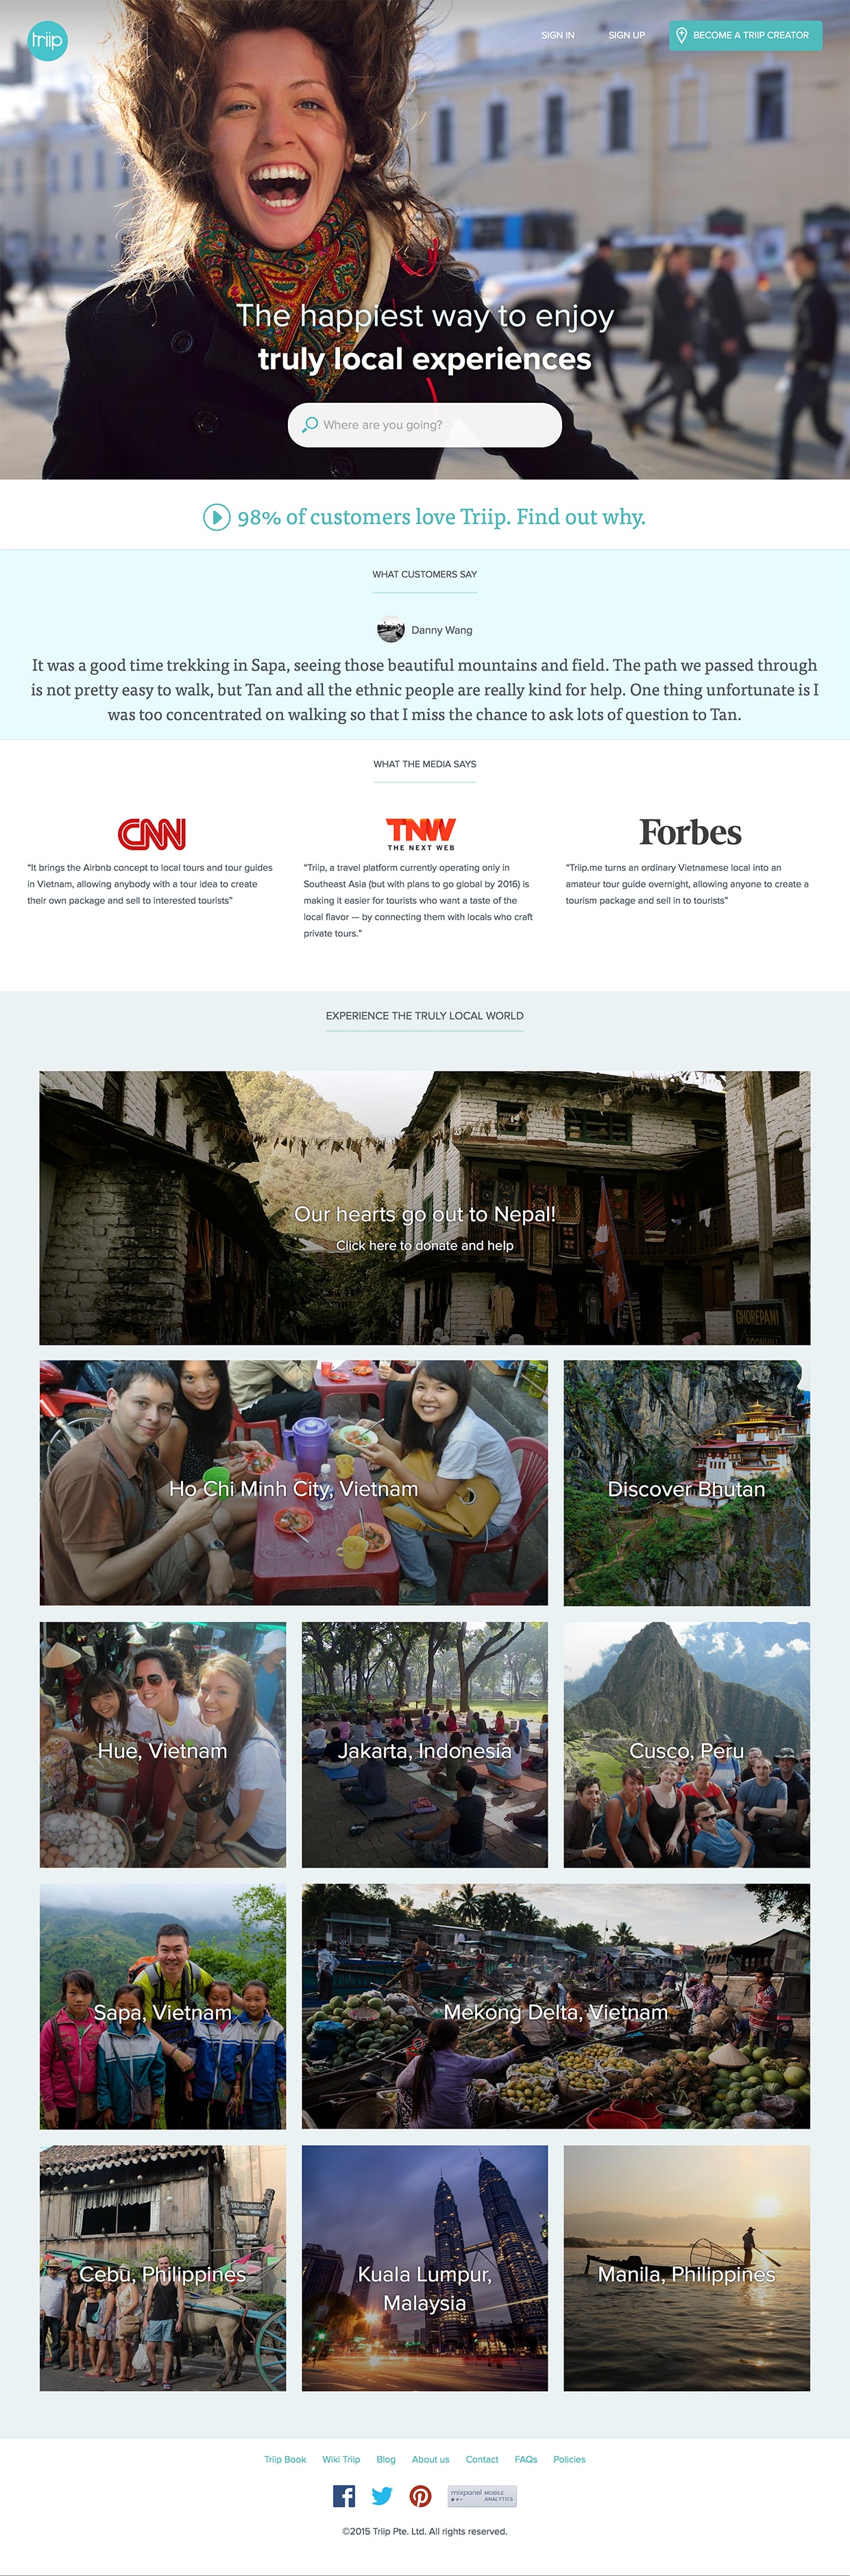 triip
SIGN IN
SIGN UP
BECOME A TRIIP CREATOR
The happiest way to enjoy
truly local experiences
Where are you going?
98% of customers love Triip. Find out why.
WHAT CUSTOMERS SAY
Danny Wang
It was a good time trekking in Sapa, seeing those beautiful mountains and field. The path we passed through
is not pretty easy to walk, but Tan and all the ethnic people are really kind for help. One thing unfortunate is I
was too concentrated on walking so that I miss the chance to ask lots of question to Tan.
WHAT THE MEDIA SAYS
CNN
"It brings the Airbnb concept to local tours and tour guides
in Vietnam, allowing anybody with a tour idea to create
their own package and sell to interested tourists"
TNW
THE NEXT WEB
"Triip, a travel platform currently operating only in
Southeast Asia (but with plans to go global by 2016) is
making it easier for tourists who want a taste of the
local flavor — by connecting them with locals who craft
private tours."
Forbes
"Triip.me turns an ordinary Vietnamese local into an
amateur tour guide overnight, allowing anyone to create a
tourism package and sell in to tourists"
EXPERIENCE THE TRULY LOCAL WORLD
Our hearts go out to Nepal!
Click here to donate and help
GHOREPANI
Ho Chi Minh City, Vietnam
Discover Bhutan
Hue, Vietnam
Jakarta, Indonesia
Cusco, Peru
Sapa, Vietnam
Mekong Delta, Vietnam
Cebu, Philippines
Kuala Lumpur,
Malaysia
Manila, Philippines
Triip Book
Wiki Triip
Blog
About us
Contact
FAQs
Policies
mixpanel MOBILE
ANALYTICS
©2015 Triip Pte. Ltd. All rights reserved.